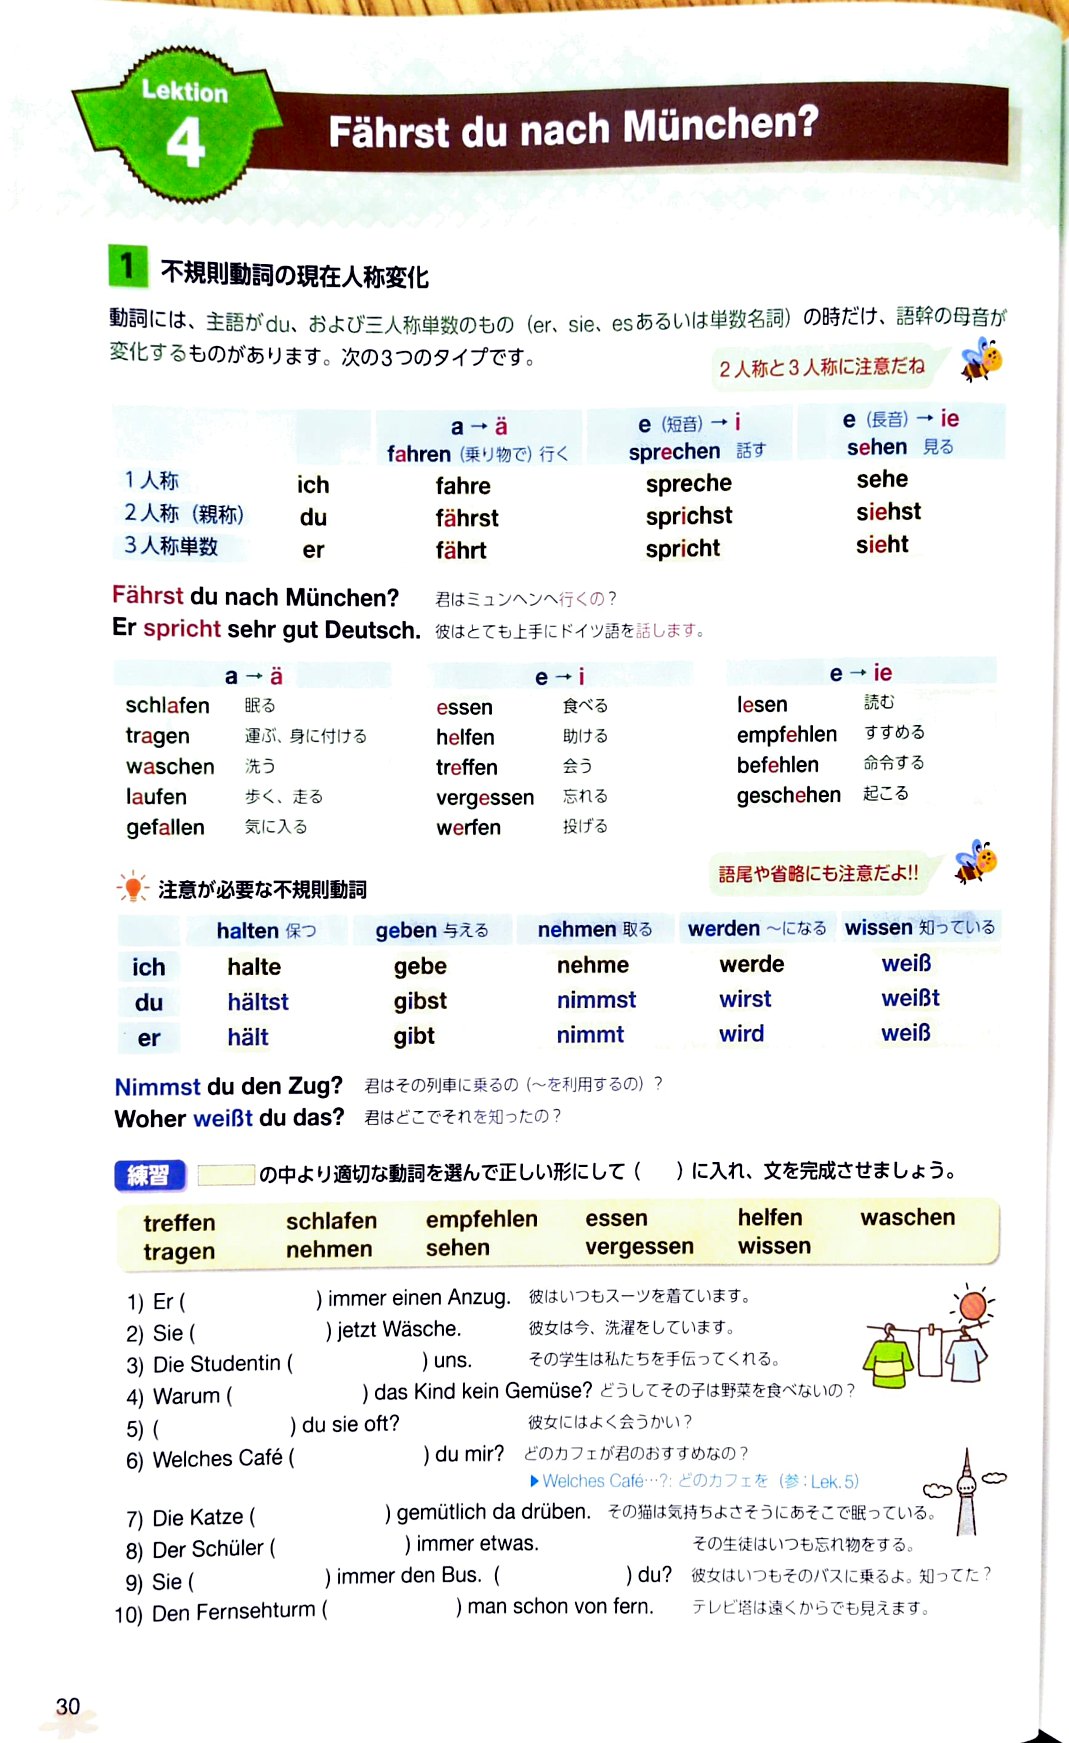 Lektion
4
Fährst du nach München?
1 不規則動詞の現在人称変化
動詞には、主語がdu、および三人称単数のもの（er、sie、esあるいは単数名詞）の時だけ、語幹の母音が
変化するものがあります。次の3つのタイプです。
2人称と3人称に注意だね
a → ä e（短音）→ i e（長音）→ ie
fahren（乗り物で）行く sprechen 話す sehen 見る
1人称 ich fahre spreche sehe
2人称（親称） du fährst sprichst siehst
3人称単数 er fährt spricht sieht
Fährst du nach München? 君はミュンヘンへ行くの？
Er spricht sehr gut Deutsch. 彼はとても上手にドイツ語を話します。
a → ä e → i e → ie
schlafen 眠る essen 食べる lesen 読む
tragen 運ぶ、身に付ける helfen 助ける empfehlen すすめる
waschen 洗う treffen 会う befehlen 命令する
laufen 歩く、走る vergessen 忘れる geschehen 起こる
gefallen 気に入る werfen 投げる
注意が必要な不規則動詞
語尾や省略にも注意だよ!!
halten 保つ geben 与える nehmen 取る werden ～になる wissen 知っている
ich halte gebe nehme werde weiß
du hältst gibst nimmst wirst weißt
er hält gibt nimmt wird weiß
Nimmst du den Zug? 君はその列車に乗るの（～を利用するの）？
Woher weißt du das? 君はどこでそれを知ったの？
練習 の中より適切な動詞を選んで正しい形にして（ ）に入れ、文を完成させましょう。
treffen schlafen empfehlen essen helfen waschen
tragen nehmen sehen vergessen wissen
1) Er ( ) immer einen Anzug. 彼はいつもスーツを着ています。
2) Sie ( ) jetzt Wäsche. 彼女は今、洗濯をしています。
3) Die Studentin ( ) uns. その学生は私たちを手伝ってくれる。
4) Warum ( ) das Kind kein Gemüse? どうしてその子は野菜を食べないの？
5) ( ) du sie oft? 彼女にはよく会うかい？
6) Welches Café ( ) du mir? どのカフェが君のおすすめなの？
▶Welches Café…?: どのカフェを（参：Lek.5）
7) Die Katze ( ) gemütlich da drüben. その猫は気持ちよさそうにあそこで眠っている。
8) Der Schüler ( ) immer etwas. その生徒はいつも忘れ物をする。
9) Sie ( ) immer den Bus. ( ) du? 彼女はいつもそのバスに乗るよ。知ってた？
10) Den Fernsehturm ( ) man schon von fern. テレビ塔は遠くからでも見えます。
30